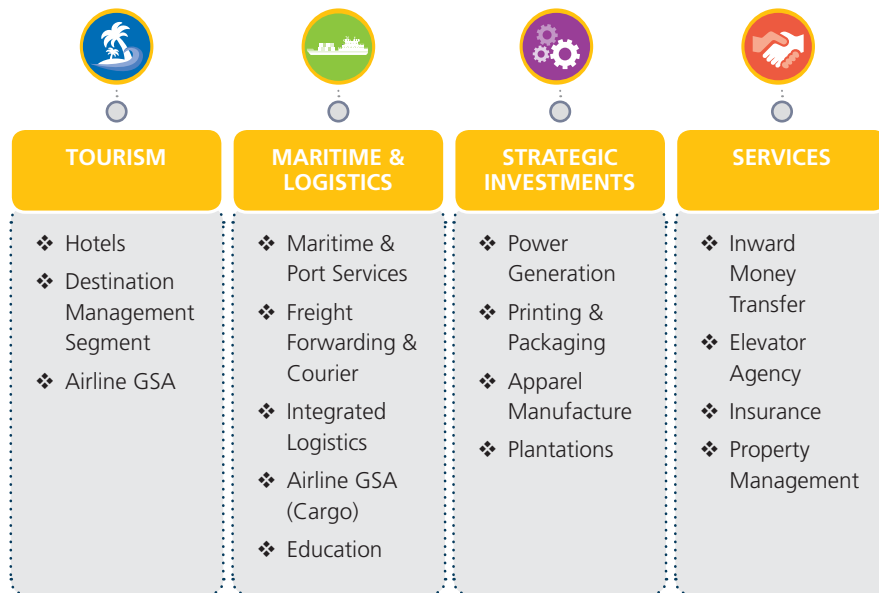 TOURISM
Hotels
Destination
Management
Segment
Airline GSA
MARITIME &
LOGISTICS
Maritime &
Port Services
Freight
Forwarding &
Courier
Integrated
Logistics
Airline GSA
(Cargo)
Education
STRATEGIC
INVESTMENTS
Power
Generation
Printing &
Packaging
Apparel
Manufacture
Plantations
SERVICES
Inward
Money
Transfer
Elevator
Agency
Insurance
Property
Management